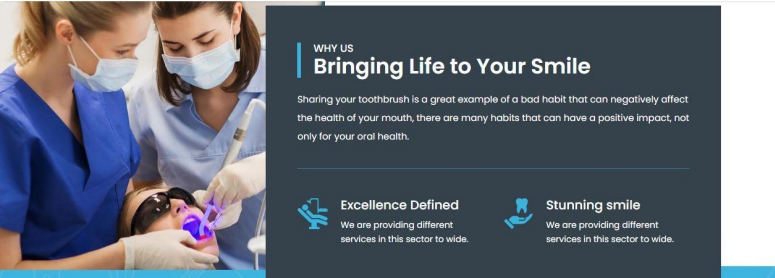 WHY US
Bringing Life to Your Smile
Sharing your toothbrush is a great example of a bad habit that can negatively affect
the health of your mouth, there are many habits that can have a positive impact, not
only for your oral health.
Excellence Defined
We are providing different
services in this sector to wide.
Stunning smile
We are providing different
services in this sector to wide.